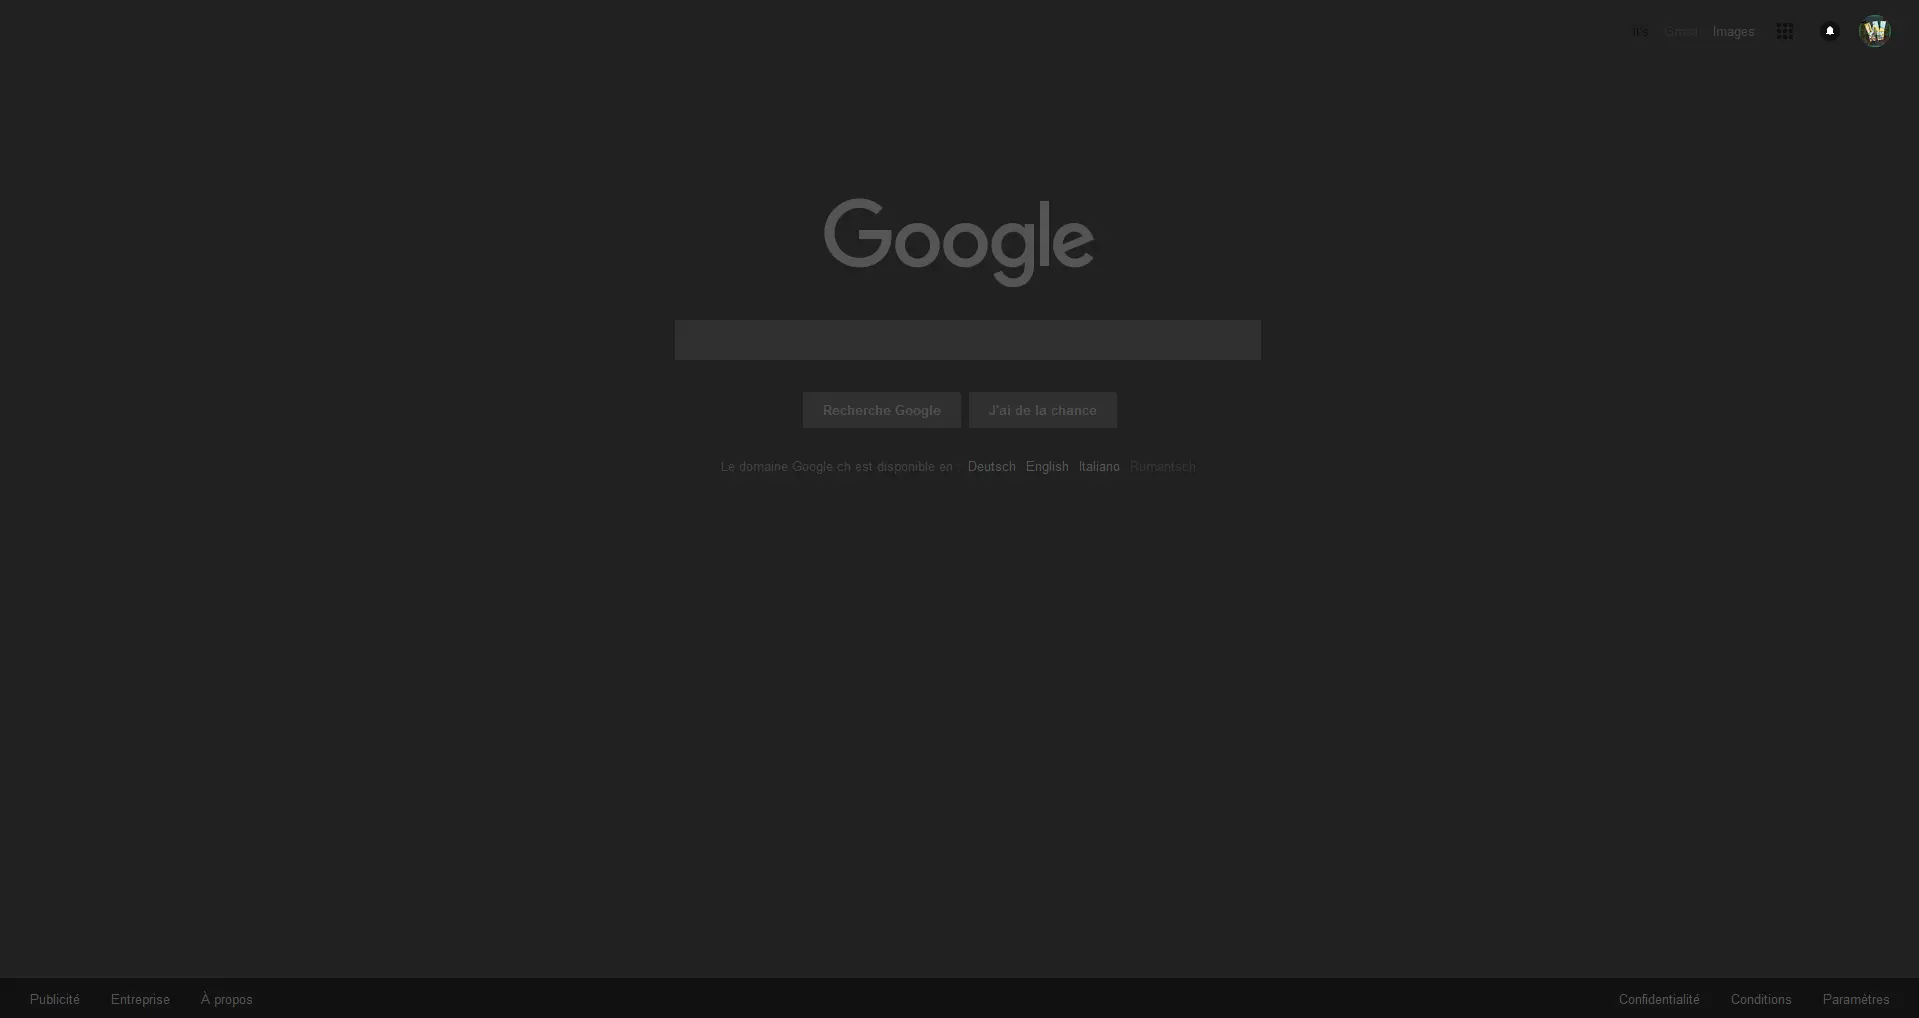 It's Gmail Images
Google
Recherche Google J'ai de la chance
Le domaine Google.ch est disponible en : Deutsch English Italiano Rumantsch
Publicité Entreprise À propos Confidentialité Conditions Paramètres